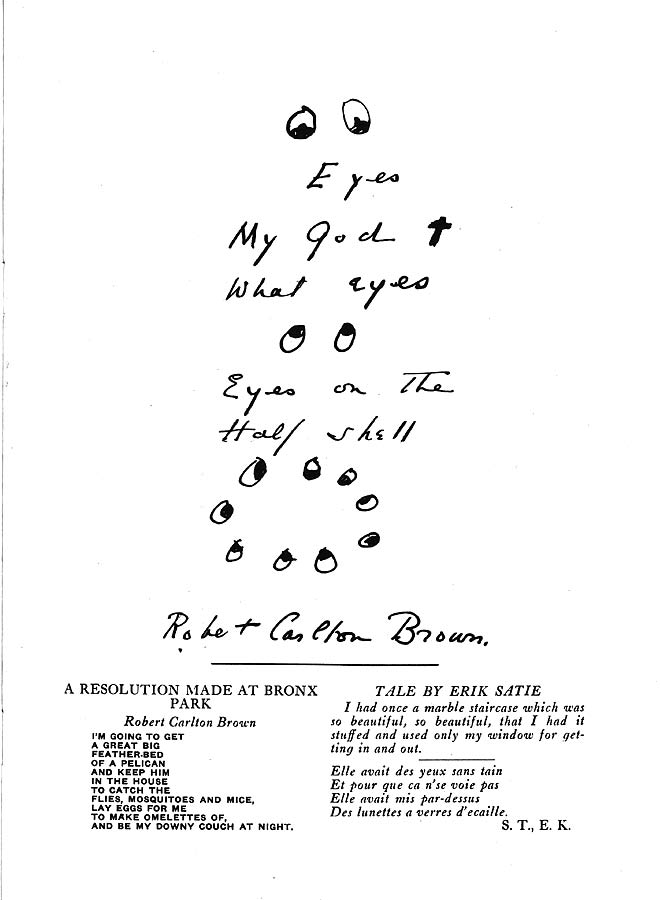 Eyes
My god
What eyes
Eyes on The
Half shell
Robert Carlton Brown.
A RESOLUTION MADE AT BRONX
PARK
Robert Carlton Brown
I'M GOING TO GET
A GREAT BIG
FEATHER-BED
OF A PELICAN
AND KEEP HIM
IN THE HOUSE
TO CATCH THE
FLIES, MOSQUITOES AND MICE,
LAY EGGS FOR ME
TO MAKE OMELETTES OF,
AND BE MY DOWNY COUCH AT NIGHT.
TALE BY ERIK SATIE
I had once a marble staircase which was
so beautiful, so beautiful, that I had it
stuffed and used only my window for get-
ting in and out.
Elle avait des yeux sans tain
Et pour que ca n'se voie pas
Elle avait mis par-dessus
Des lunettes a verres d'ecaille.
S. T., E. K.